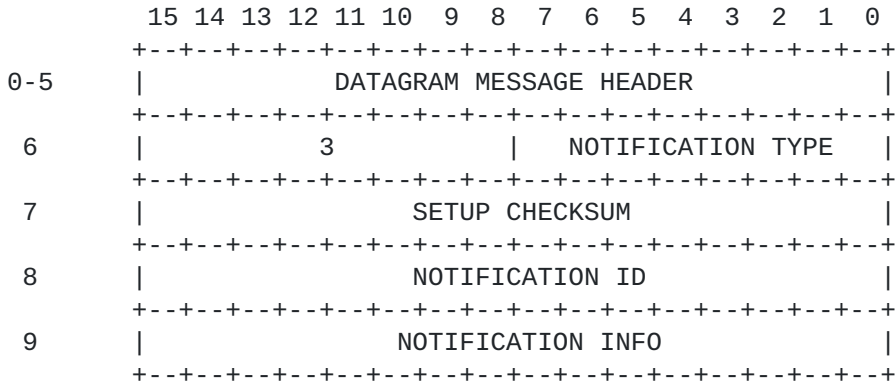 15 14 13 12 11 10  9  8  7  6  5  4  3  2  1  0
        +--+--+--+--+--+--+--+--+--+--+--+--+--+--+--+--+
0-5     |            DATAGRAM MESSAGE HEADER            |
        +--+--+--+--+--+--+--+--+--+--+--+--+--+--+--+--+
 6      |           3           |   NOTIFICATION TYPE   |
        +--+--+--+--+--+--+--+--+--+--+--+--+--+--+--+--+
 7      |                 SETUP CHECKSUM                |
        +--+--+--+--+--+--+--+--+--+--+--+--+--+--+--+--+
 8      |                 NOTIFICATION ID               |
        +--+--+--+--+--+--+--+--+--+--+--+--+--+--+--+--+
 9      |                NOTIFICATION INFO              |
        +--+--+--+--+--+--+--+--+--+--+--+--+--+--+--+--+